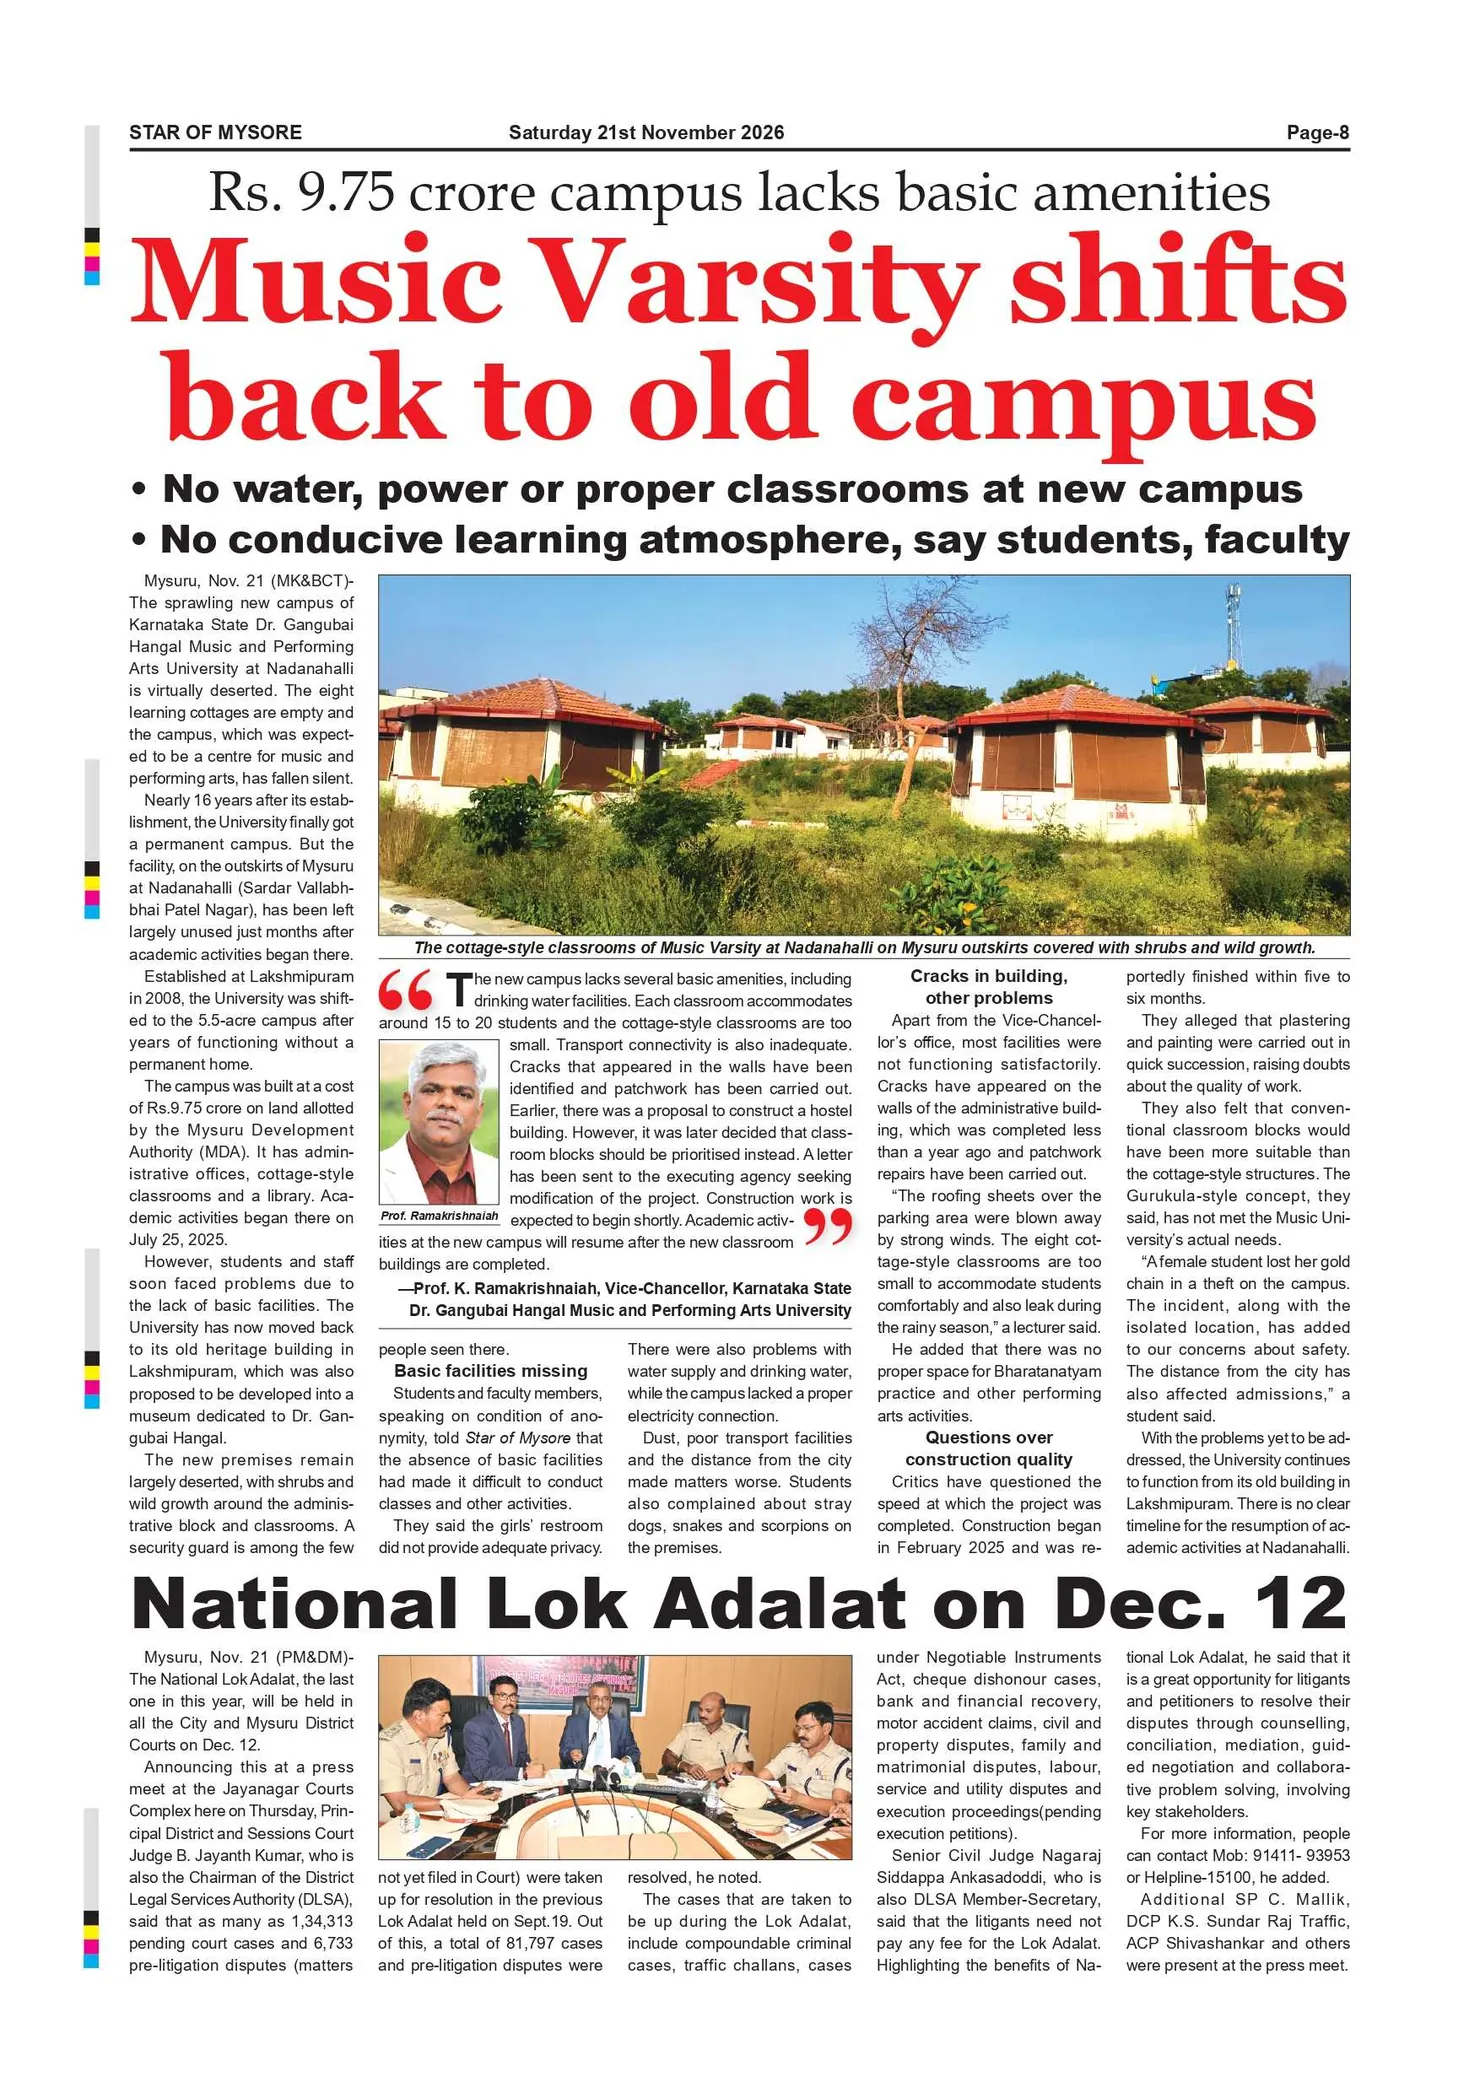 STAR OF MYSORE
Saturday 21st November 2026
Page-8
Rs. 9.75 crore campus lacks basic amenities
Music Varsity shifts
back to old campus
• No water, power or proper classrooms at new campus
• No conducive learning atmosphere, say students, faculty
Mysuru, Nov. 21 (MK&BCT)-
The sprawling new campus of
Karnataka State Dr. Gangubai
Hangal Music and Performing
Arts University at Nadanahalli
is virtually deserted. The eight
learning cottages are empty and
the campus, which was expect-
ed to be a centre for music and
performing arts, has fallen silent.
Nearly 16 years after its estab-
lishment, the University finally got
a permanent campus. But the
facility, on the outskirts of Mysuru
at Nadanahalli (Sardar Vallabh-
bhai Patel Nagar), has been left
largely unused just months after
academic activities began there.
Established at Lakshmipuram
in 2008, the University was shift-
ed to the 5.5-acre campus after
years of functioning without a
permanent home.
The campus was built at a cost
of Rs.9.75 crore on land allotted
by the Mysuru Development
Authority (MDA). It has admin-
istrative offices, cottage-style
classrooms and a library. Aca-
demic activities began there on
July 25, 2025.
However, students and staff
soon faced problems due to
the lack of basic facilities. The
University has now moved back
to its old heritage building in
Lakshmipuram, which was also
proposed to be developed into a
museum dedicated to Dr. Gan-
gubai Hangal.
The new premises remain
largely deserted, with shrubs and
wild growth around the adminis-
trative block and classrooms. A
security guard is among the few
The cottage-style classrooms of Music Varsity at Nadanahalli on Mysuru outskirts covered with shrubs and wild growth.
“The new campus lacks several basic amenities, including
drinking water facilities. Each classroom accommodates
around 15 to 20 students and the cottage-style classrooms are too
small. Transport connectivity is also inadequate.
Cracks that appeared in the walls have been
identified and patchwork has been carried out.
Earlier, there was a proposal to construct a hostel
building. However, it was later decided that class-
room blocks should be prioritised instead. A letter
has been sent to the executing agency seeking
modification of the project. Construction work is
expected to begin shortly. Academic activ-
ities at the new campus will resume after the new classroom
buildings are completed.”
Prof. Ramakrishnaiah
—Prof. K. Ramakrishnaiah, Vice-Chancellor, Karnataka State
Dr. Gangubai Hangal Music and Performing Arts University
people seen there.
Basic facilities missing
Students and faculty members,
speaking on condition of ano-
nymity, told Star of Mysore that
the absence of basic facilities
had made it difficult to conduct
classes and other activities.
They said the girls’ restroom
did not provide adequate privacy.
There were also problems with
water supply and drinking water,
while the campus lacked a proper
electricity connection.
Dust, poor transport facilities
and the distance from the city
made matters worse. Students
also complained about stray
dogs, snakes and scorpions on
the premises.
Cracks in building,
other problems
Apart from the Vice-Chancel-
lor’s office, most facilities were
not functioning satisfactorily.
Cracks have appeared on the
walls of the administrative build-
ing, which was completed less
than a year ago and patchwork
repairs have been carried out.
“The roofing sheets over the
parking area were blown away
by strong winds. The eight cot-
tage-style classrooms are too
small to accommodate students
comfortably and also leak during
the rainy season,” a lecturer said.
He added that there was no
proper space for Bharatanatyam
practice and other performing
arts activities.
Questions over
construction quality
Critics have questioned the
speed at which the project was
completed. Construction began
in February 2025 and was re-
portedly finished within five to
six months.
They alleged that plastering
and painting were carried out in
quick succession, raising doubts
about the quality of work.
They also felt that conven-
tional classroom blocks would
have been more suitable than
the cottage-style structures. The
Gurukula-style concept, they
said, has not met the Music Uni-
versity’s actual needs.
“A female student lost her gold
chain in a theft on the campus.
The incident, along with the
isolated location, has added
to our concerns about safety.
The distance from the city has
also affected admissions,” a
student said.
With the problems yet to be ad-
dressed, the University continues
to function from its old building in
Lakshmipuram. There is no clear
timeline for the resumption of ac-
ademic activities at Nadanahalli.
National Lok Adalat on Dec. 12
Mysuru, Nov. 21 (PM&DM)-
The National Lok Adalat, the last
one in this year, will be held in
all the City and Mysuru District
Courts on Dec. 12.
Announcing this at a press
meet at the Jayanagar Courts
Complex here on Thursday, Prin-
cipal District and Sessions Court
Judge B. Jayanth Kumar, who is
also the Chairman of the District
Legal Services Authority (DLSA),
said that as many as 1,34,313
pending court cases and 6,733
pre-litigation disputes (matters
not yet filed in Court) were taken
up for resolution in the previous
Lok Adalat held on Sept.19. Out
of this, a total of 81,797 cases
and pre-litigation disputes were
resolved, he noted.
The cases that are taken to
be up during the Lok Adalat,
include compoundable criminal
cases, traffic challans, cases
under Negotiable Instruments
Act, cheque dishonour cases,
bank and financial recovery,
motor accident claims, civil and
property disputes, family and
matrimonial disputes, labour,
service and utility disputes and
execution proceedings(pending
execution petitions).
Senior Civil Judge Nagaraj
Siddappa Ankasadoddi, who is
also DLSA Member-Secretary,
said that the litigants need not
pay any fee for the Lok Adalat.
Highlighting the benefits of Na-
tional Lok Adalat, he said that it
is a great opportunity for litigants
and petitioners to resolve their
disputes through counselling,
conciliation, mediation, guid-
ed negotiation and collabora-
tive problem solving, involving
key stakeholders.
For more information, people
can contact Mob: 91411- 93953
or Helpline-15100, he added.
Additional SP C. Mallik,
DCP K.S. Sundar Raj Traffic,
ACP Shivashankar and others
were present at the press meet.